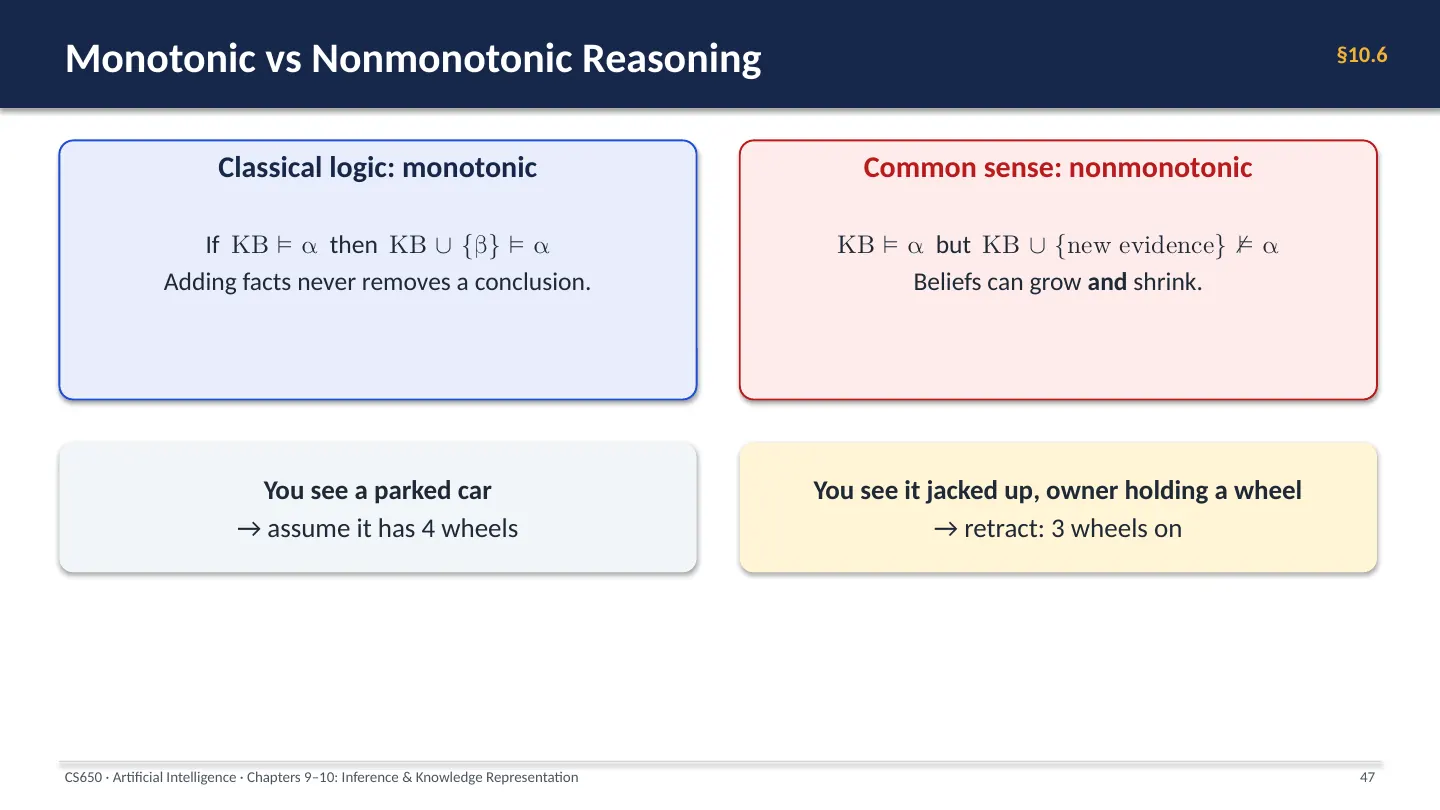 Monotonic vs Nonmonotonic Reasoning
§10.6
Classical logic: monotonic
If KB ⊨ α then KB ∪ {β} ⊨ α
Adding facts never removes a conclusion.
Common sense: nonmonotonic
KB ⊨ α but KB ∪ {new evidence} ⊭ α
Beliefs can grow and shrink.
You see a parked car
→ assume it has 4 wheels
You see it jacked up, owner holding a wheel
→ retract: 3 wheels on
CS650 · Artificial Intelligence · Chapters 9–10: Inference & Knowledge Representation
47